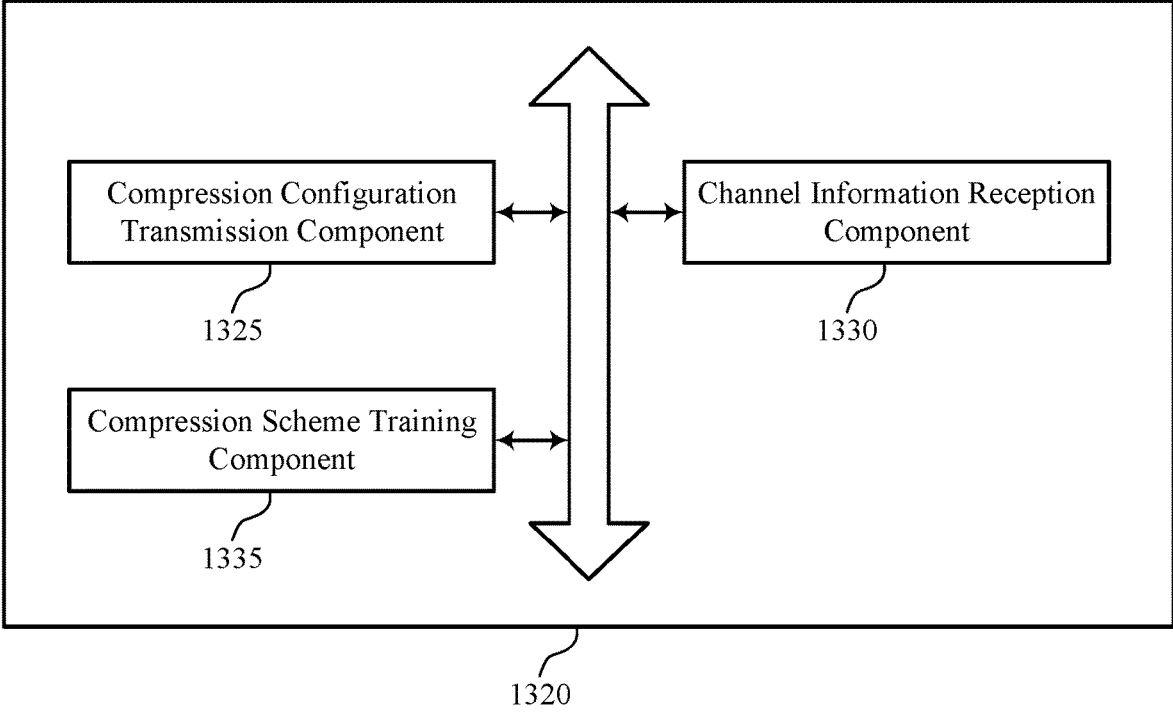 Compression Configuration
Transmission Component
1325
Channel Information Reception
Component
1330
Compression Scheme Training
Component
1335
1320